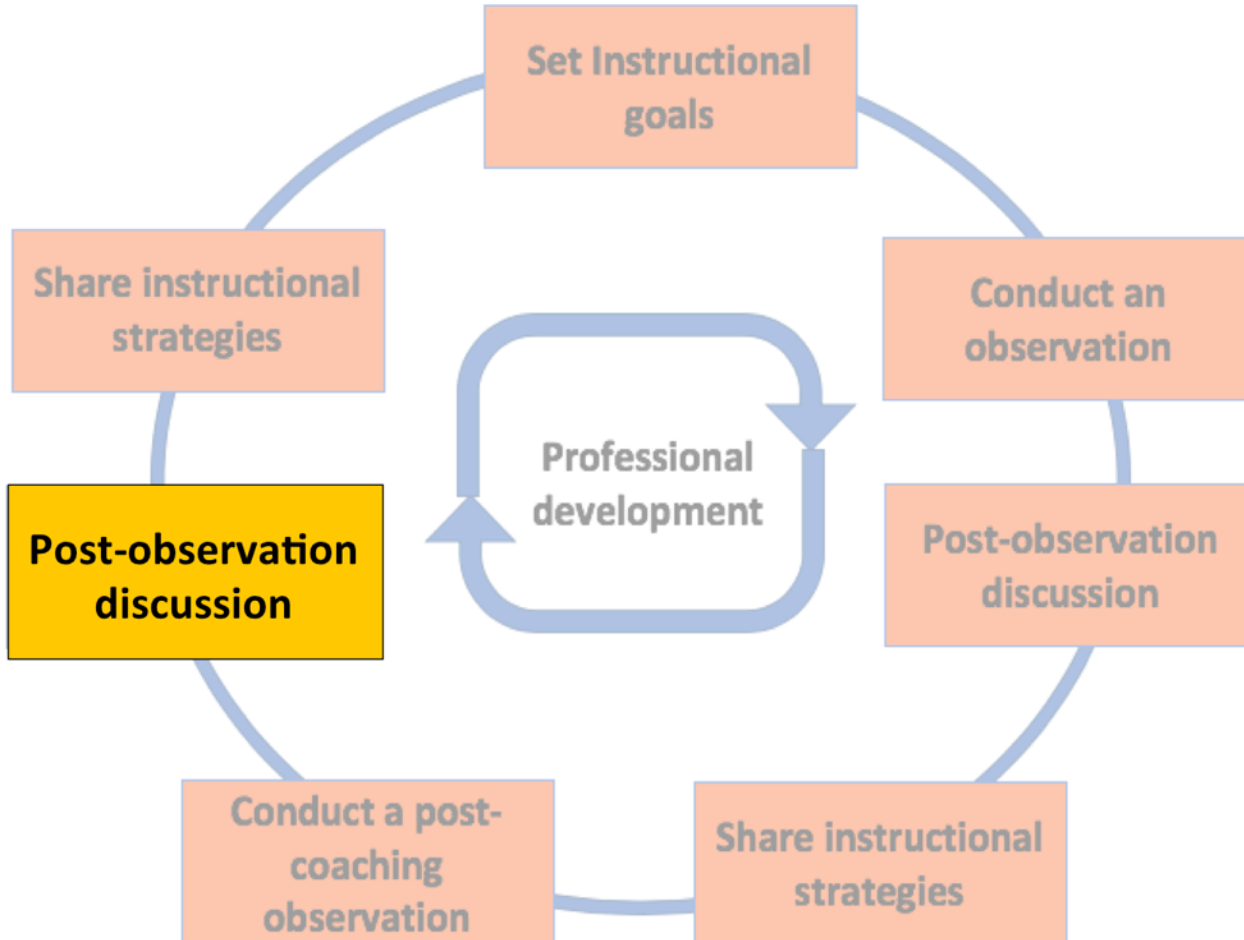 Set Instructional
goals
Conduct an
observation
Post-observation
discussion
Share instructional
strategies
Conduct a post-
coaching
observation
Post-observation
discussion
Share instructional
strategies
Professional
development